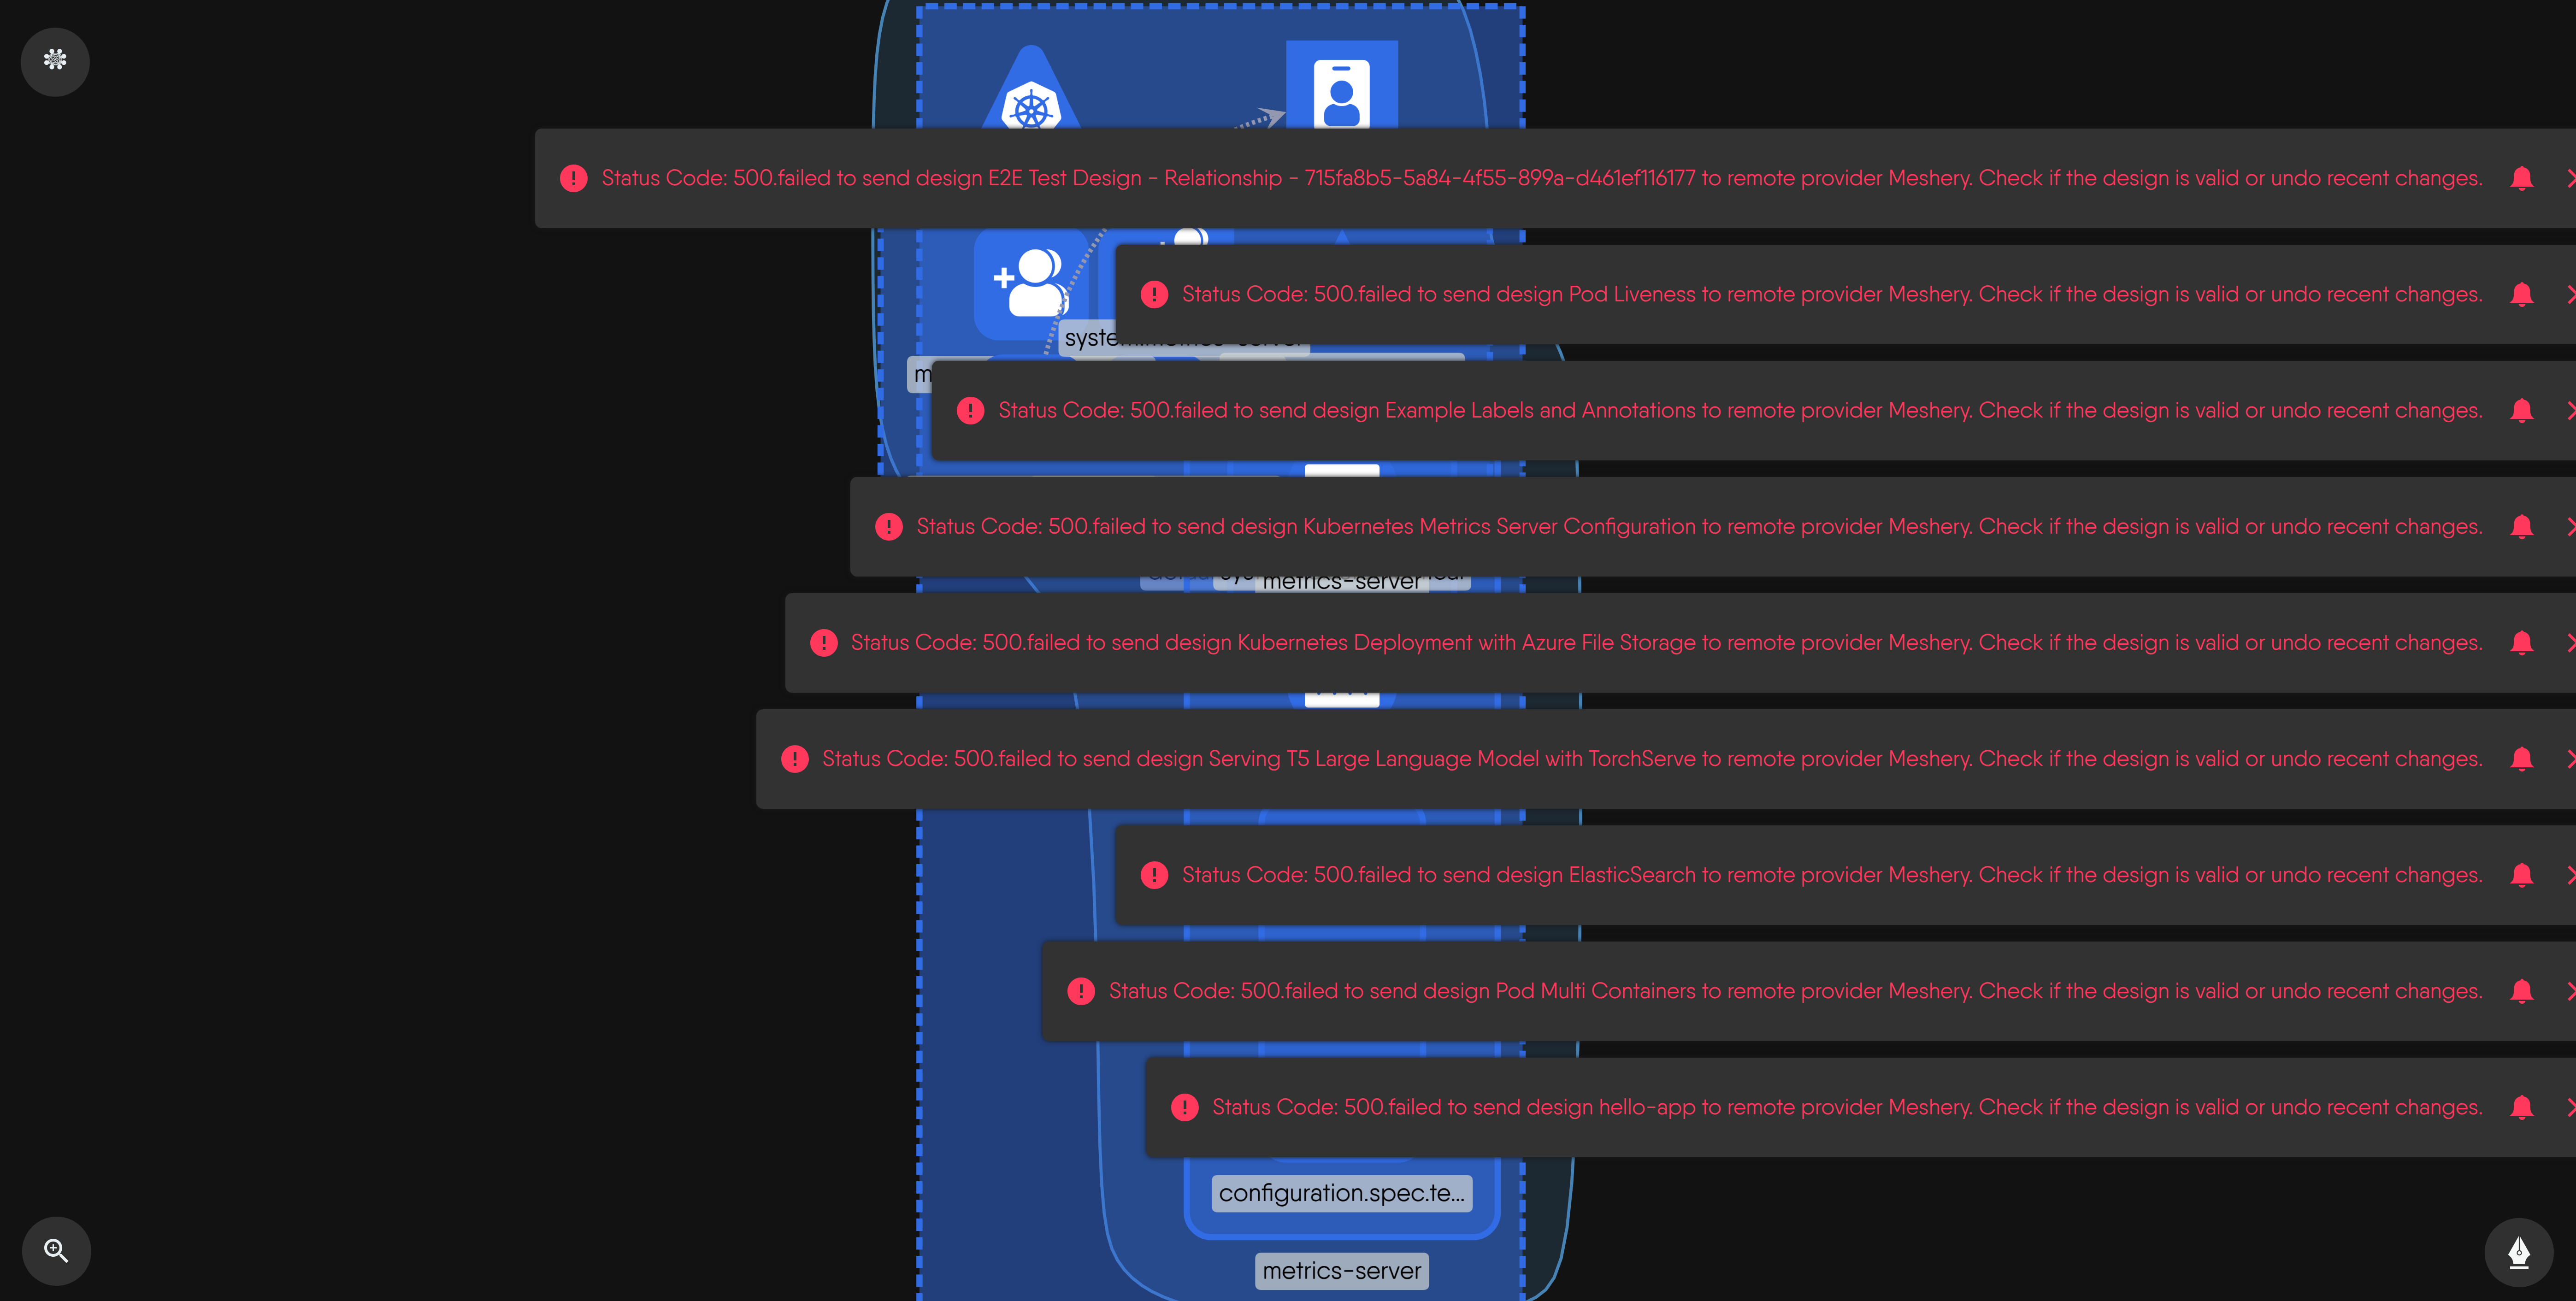 Status Code: 500.failed to send design E2E Test Design - Relationship - 715fa8b5-5a84-4f55-899a-d461ef116177 to remote provider Meshery. Check if the design is valid or undo recent changes.
Status Code: 500.failed to send design Pod Liveness to remote provider Meshery. Check if the design is valid or undo recent changes.
Status Code: 500.failed to send design Example Labels and Annotations to remote provider Meshery. Check if the design is valid or undo recent changes.
Status Code: 500.failed to send design Kubernetes Metrics Server Configuration to remote provider Meshery. Check if the design is valid or undo recent changes.
metrics-server
Status Code: 500.failed to send design Kubernetes Deployment with Azure File Storage to remote provider Meshery. Check if the design is valid or undo recent changes.
Status Code: 500.failed to send design Serving T5 Large Language Model with TorchServe to remote provider Meshery. Check if the design is valid or undo recent changes.
Status Code: 500.failed to send design ElasticSearch to remote provider Meshery. Check if the design is valid or undo recent changes.
Status Code: 500.failed to send design Pod Multi Containers to remote provider Meshery. Check if the design is valid or undo recent changes.
Status Code: 500.failed to send design hello-app to remote provider Meshery. Check if the design is valid or undo recent changes.
configuration.spec.te...
metrics-server